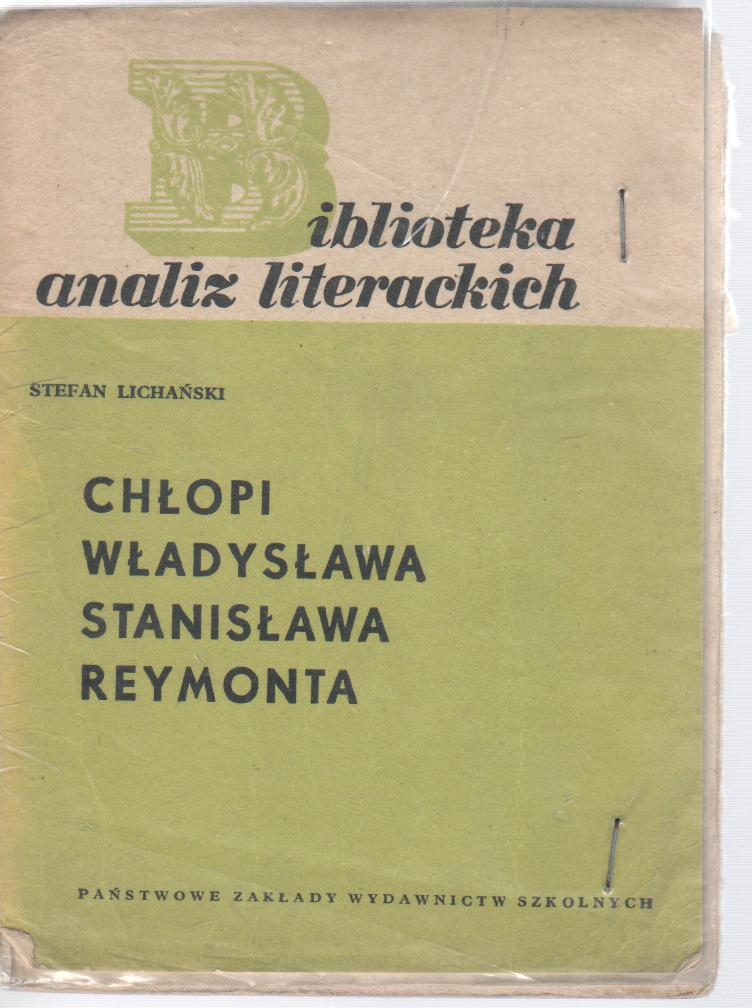 Biblioteka
analiz literackich
STEFAN LICHAŃSKI
CHŁOPI
WŁADYSŁAWA
STANISŁAWA
REYMONTA
PAŃSTWOWE ZAKŁADY WYDAWNICTW SZKOLNYCH